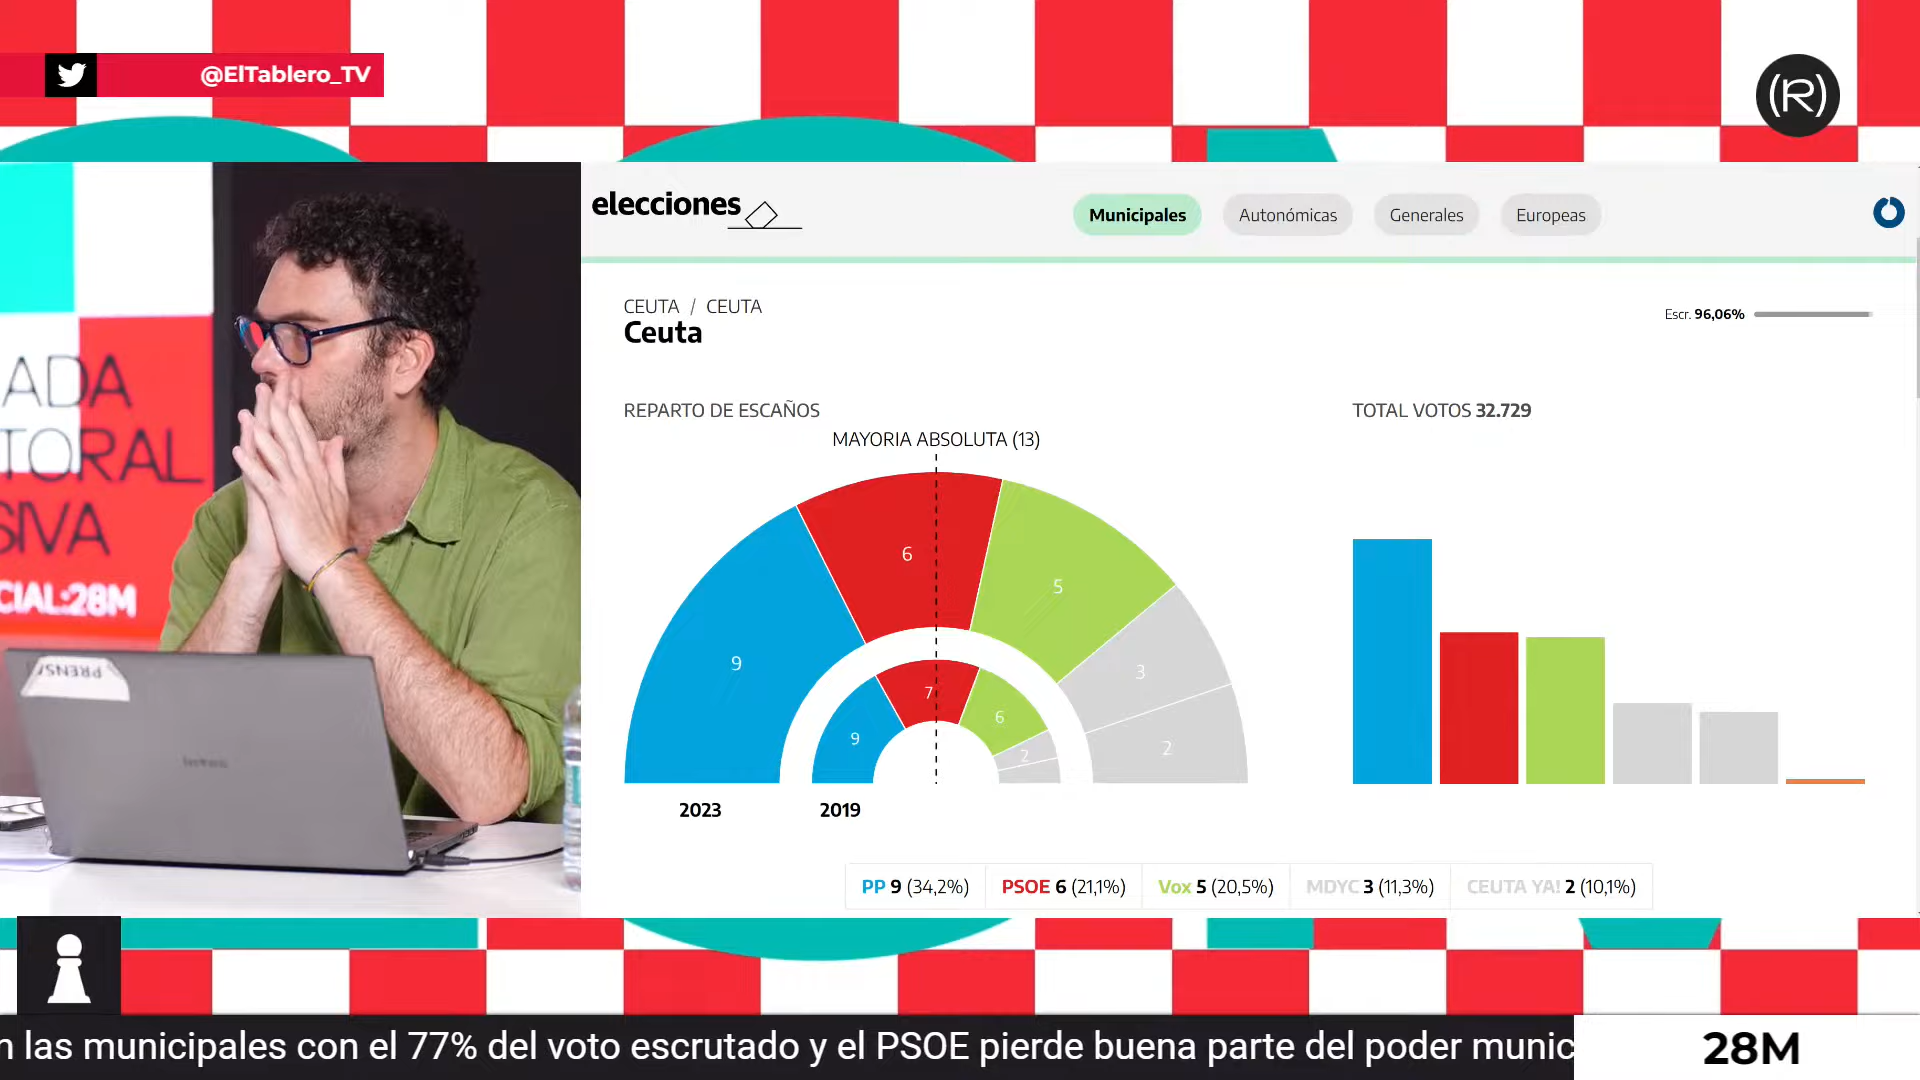 @ElTablero_TV
(R)
elecciones
Municipales
Autonómicas
Generales
Europeas
CEUTA / CEUTA
Ceuta
Escr. 96,06%
REPARTO DE ESCAÑOS
TOTAL VOTOS 32.729
MAYORIA ABSOLUTA (13)
6
5
9
3
2
7
6
9
2
2023
2019
PP 9 (34,2%)
PSOE 6 (21,1%)
Vox 5 (20,5%)
MDYC 3 (11,3%)
CEUTA YA! 2 (10,1%)
ADA
TORAL
SIVA
CIAL:28M
PRENSA
n las municipales con el 77% del voto escrutado y el PSOE pierde buena parte del poder munic
28M